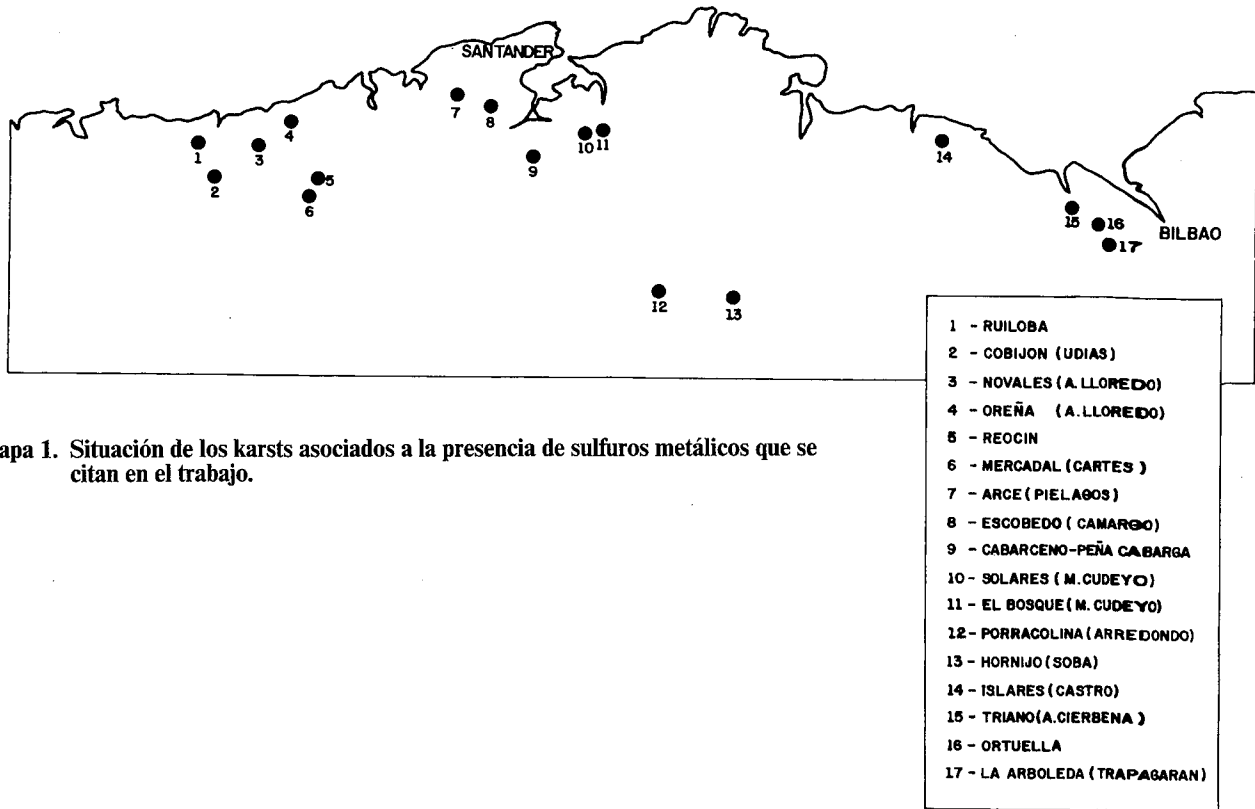 SANTANDER
7
8
4
1
3
10
11
14
2
5
9
6
15
16
BILBAO
17
12
13
1 - RUILOBA
2 - COBIJON (UDIAS)
3 - NOVALES (A. LLOREDO)
4 - OREÑA (A. LLOREDO)
5 - REOCIN
6 - MERCADAL (CARTES)
7 - ARCE (PIELAGOS)
8 - ESCOBEDO (CAMARGO)
9 - CABARCENO-PEÑA CABARGA
10 - SOLARES (M. CUDEYO)
11 - EL BOSQUE (M. CUDEYO)
12 - PORRACOLINA (ARREDONDO)
13 - HORNIJO (SOBA)
14 - ISLARES (CASTRO)
15 - TRIANO (A.CIERBENA)
16 - ORTUELLA
17 - LA ARBOLEDA (TRAPAGARAN)
apa 1. Situación de los karsts asociados a la presencia de sulfuros metálicos que se
citan en el trabajo.